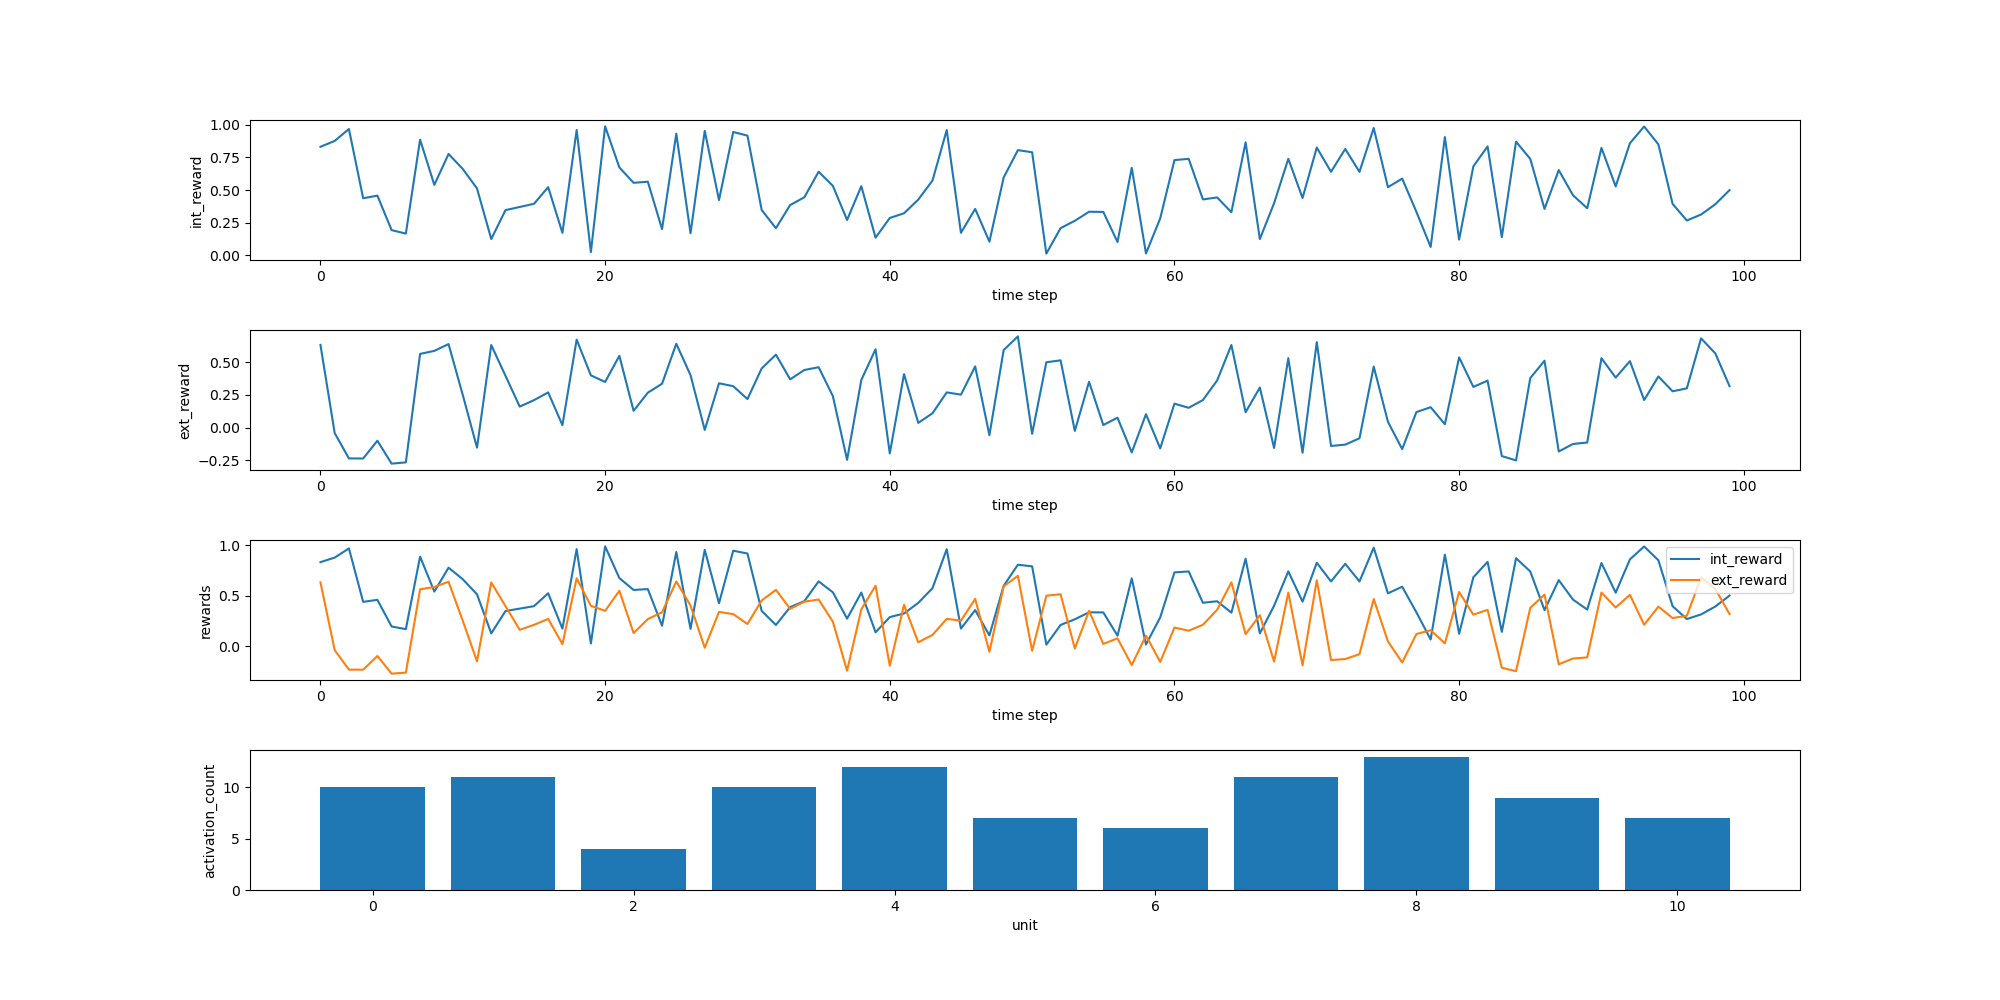 1.00
0.75
0.50
0.25
0.00
int_reward
0 20 40 60 80 100
time step
0.50
0.25
0.00
−0.25
ext_reward
0 20 40 60 80 100
time step
1.0
0.5
0.0
rewards
int_reward
ext_reward
0 20 40 60 80 100
time step
10
5
0
activation_count
0 2 4 6 8 10
unit